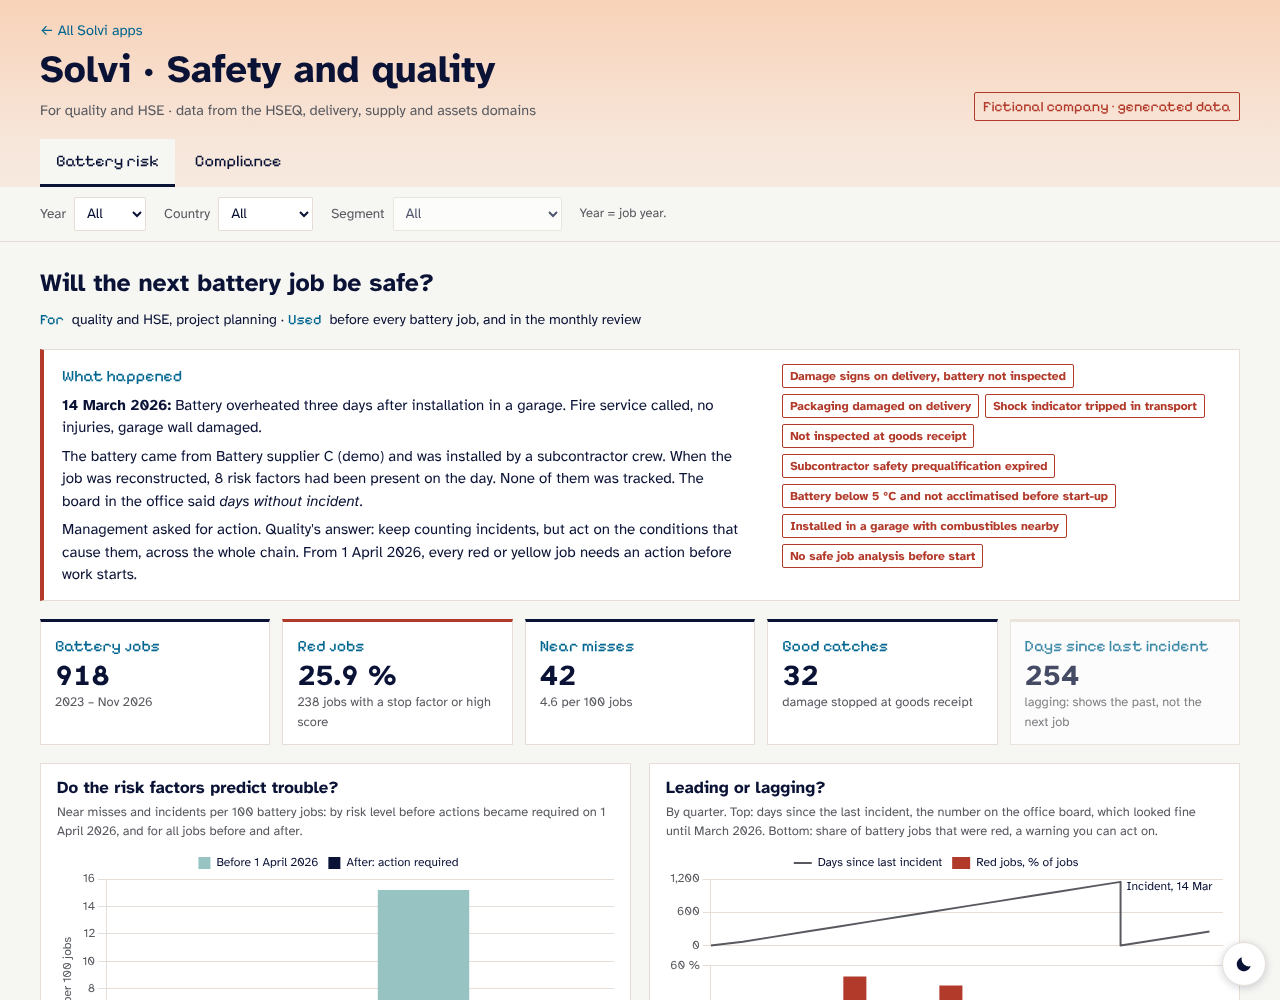 ← All Solvi apps
Solvi · Safety and quality
For quality and HSE · data from the HSEQ, delivery, supply and assets domains
Fictional company · generated data
Battery risk
Compliance
Year
All
Country
All
Segment
All
Year = job year.
Will the next battery job be safe?
For quality and HSE, project planning · Used before every battery job, and in the monthly review
What happened
14 March 2026: Battery overheated three days after installation in a garage. Fire service called, no
injuries, garage wall damaged.
The battery came from Battery supplier C (demo) and was installed by a subcontractor crew. When the
job was reconstructed, 8 risk factors had been present on the day. None of them was tracked. The
board in the office said days without incident.
Management asked for action. Quality's answer: keep counting incidents, but act on the conditions that
cause them, across the whole chain. From 1 April 2026, every red or yellow job needs an action before
work starts.
Damage signs on delivery, battery not inspected
Packaging damaged on delivery
Shock indicator tripped in transport
Not inspected at goods receipt
Subcontractor safety prequalification expired
Battery below 5 °C and not acclimatised before start-up
Installed in a garage with combustibles nearby
No safe job analysis before start
Battery jobs
918
2023 – Nov 2026
Red jobs
25.9 %
238 jobs with a stop factor or high
score
Near misses
42
4.6 per 100 jobs
Good catches
32
damage stopped at goods receipt
Days since last incident
254
lagging: shows the past, not the
next job
Do the risk factors predict trouble?
Near misses and incidents per 100 battery jobs: by risk level before actions became required on 1
April 2026, and for all jobs before and after.
Before 1 April 2026
After: action required
16
14
12
10
8
per 100 jobs
Leading or lagging?
By quarter. Top: days since the last incident, the number on the office board, which looked fine
until March 2026. Bottom: share of battery jobs that were red, a warning you can act on.
Days since last incident
Red jobs, % of jobs
1,200
600
0
Incident, 14 Mar
60 %